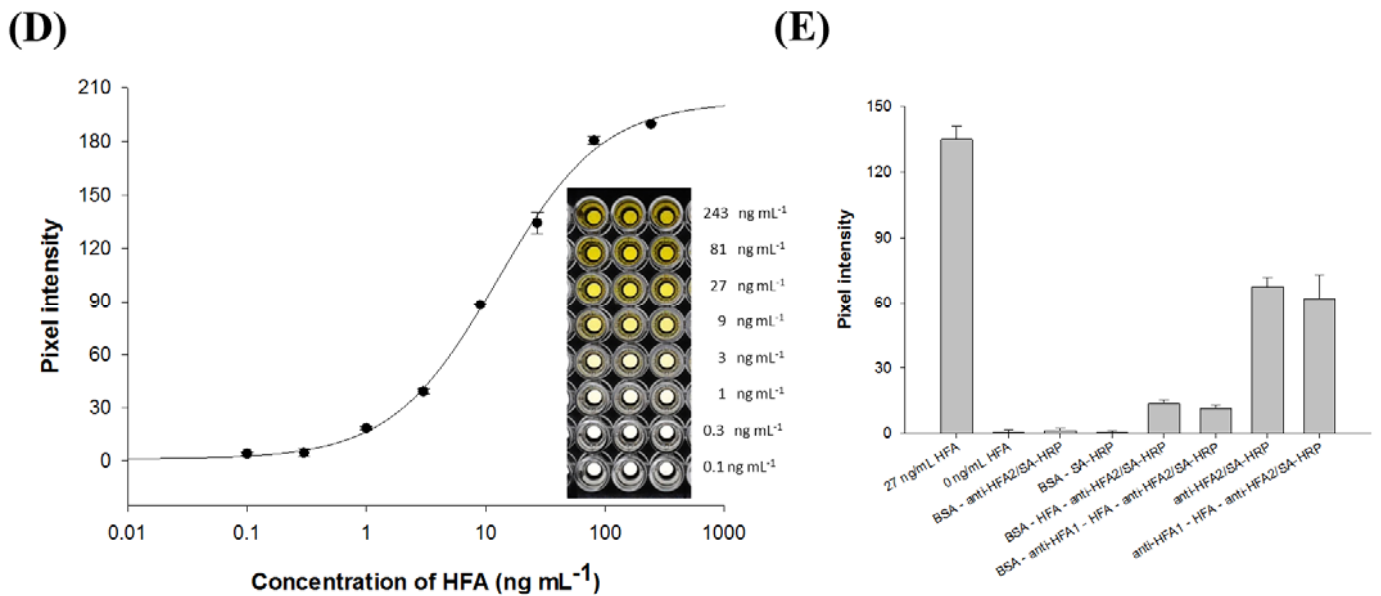 (D)
210
180
150
120
90
60
30
0
Pixel intensity
0.01
0.1
1
10
100
1000
Concentration of HFA (ng mL-1)
243 ng mL-1
81 ng mL-1
27 ng mL-1
9 ng mL-1
3 ng mL-1
1 ng mL-1
0.3 ng mL-1
0.1 ng mL-1
(E)
150
120
90
60
30
0
Pixel intensity
27 ng/mL HFA
0 ng/mL HFA
BSA - anti-HFA2/SA-HRP
BSA - SA-HRP
BSA - HFA - anti-HFA2/SA-HRP
BSA - anti-HFA1 - HFA - anti-HFA2/SA-HRP
anti-HFA2/SA-HRP
anti-HFA1 - HFA - anti-HFA2/SA-HRP